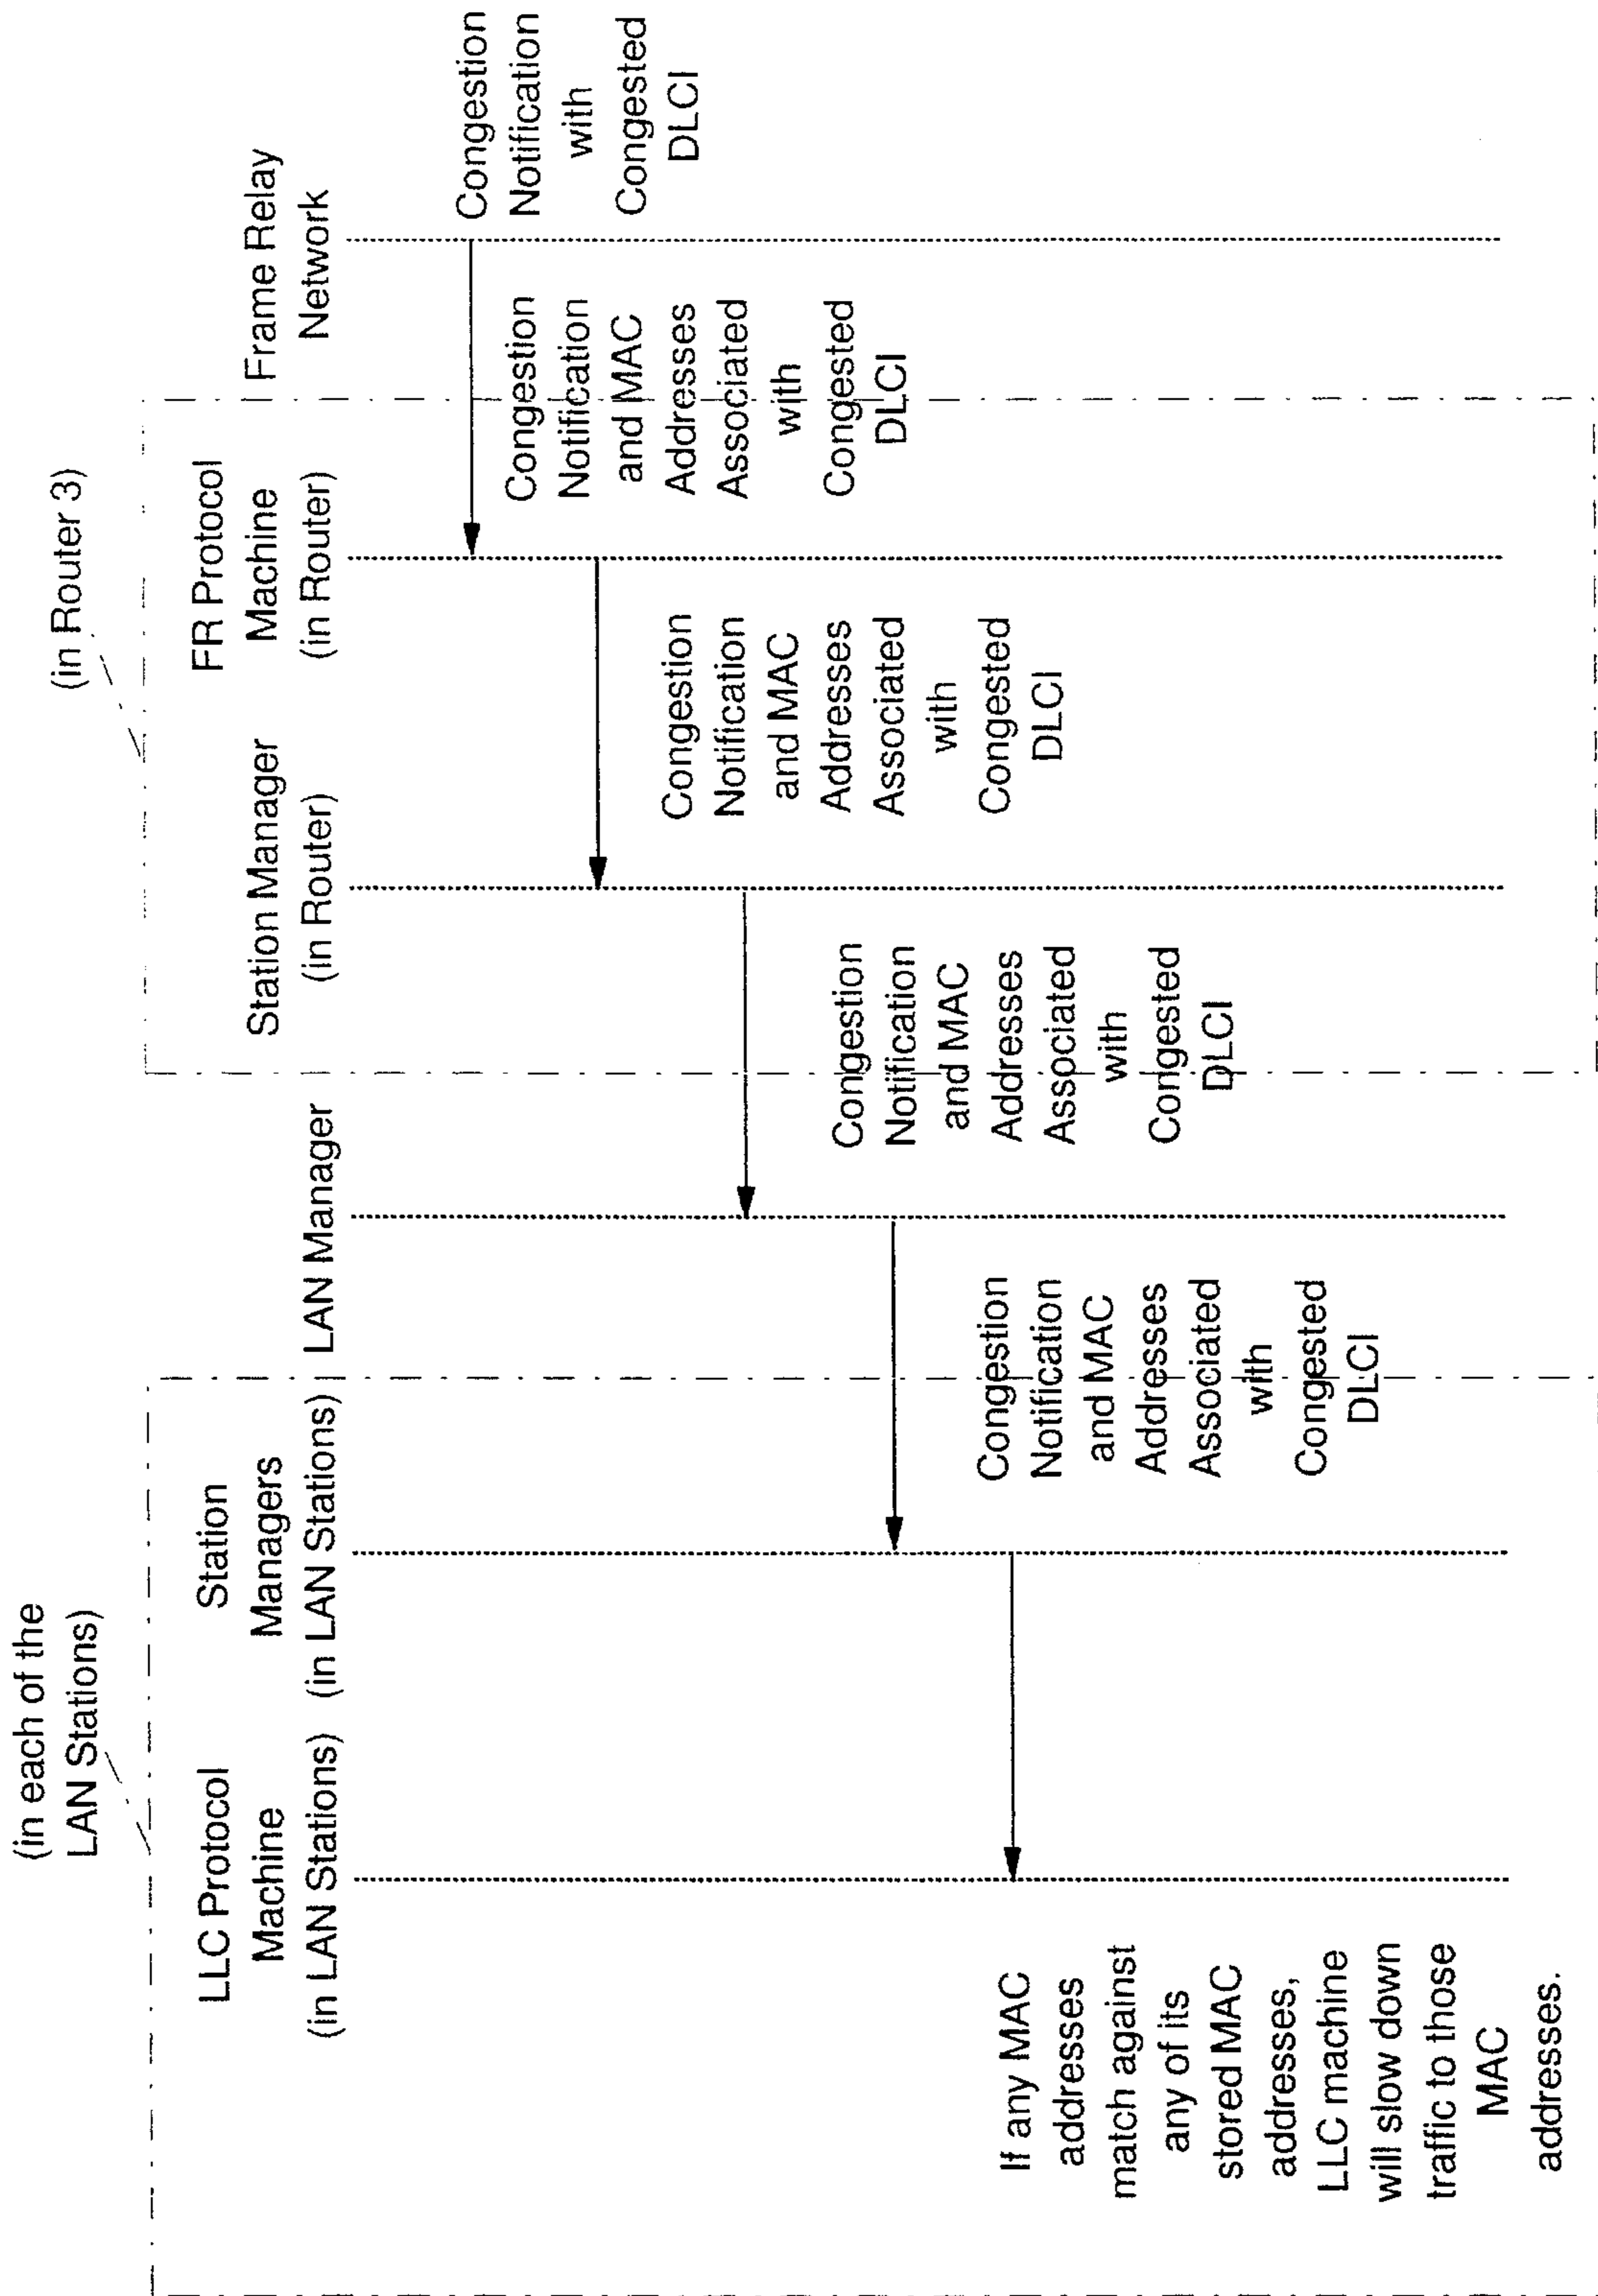 (in each of the
LAN Stations)
(in Router 3)
LLC Protocol
Machine
(in LAN Stations)
Station
Managers
(in LAN Stations)
LAN Manager
Station Manager
(in Router)
FR Protocol
Machine
(in Router)
Frame Relay
Network
Congestion
Notification
with
Congested
DLCI
Congestion
Notification
and MAC
Addresses
Associated
with
Congested
DLCI
Congestion
Notification
and MAC
Addresses
Associated
with
Congested
DLCI
Congestion
Notification
and MAC
Addresses
Associated
with
Congested
DLCI
Congestion
Notification
and MAC
Addresses
Associated
with
Congested
DLCI
If any MAC
addresses
match against
any of its
stored MAC
addresses,
LLC machine
will slow down
traffic to those
MAC
addresses.